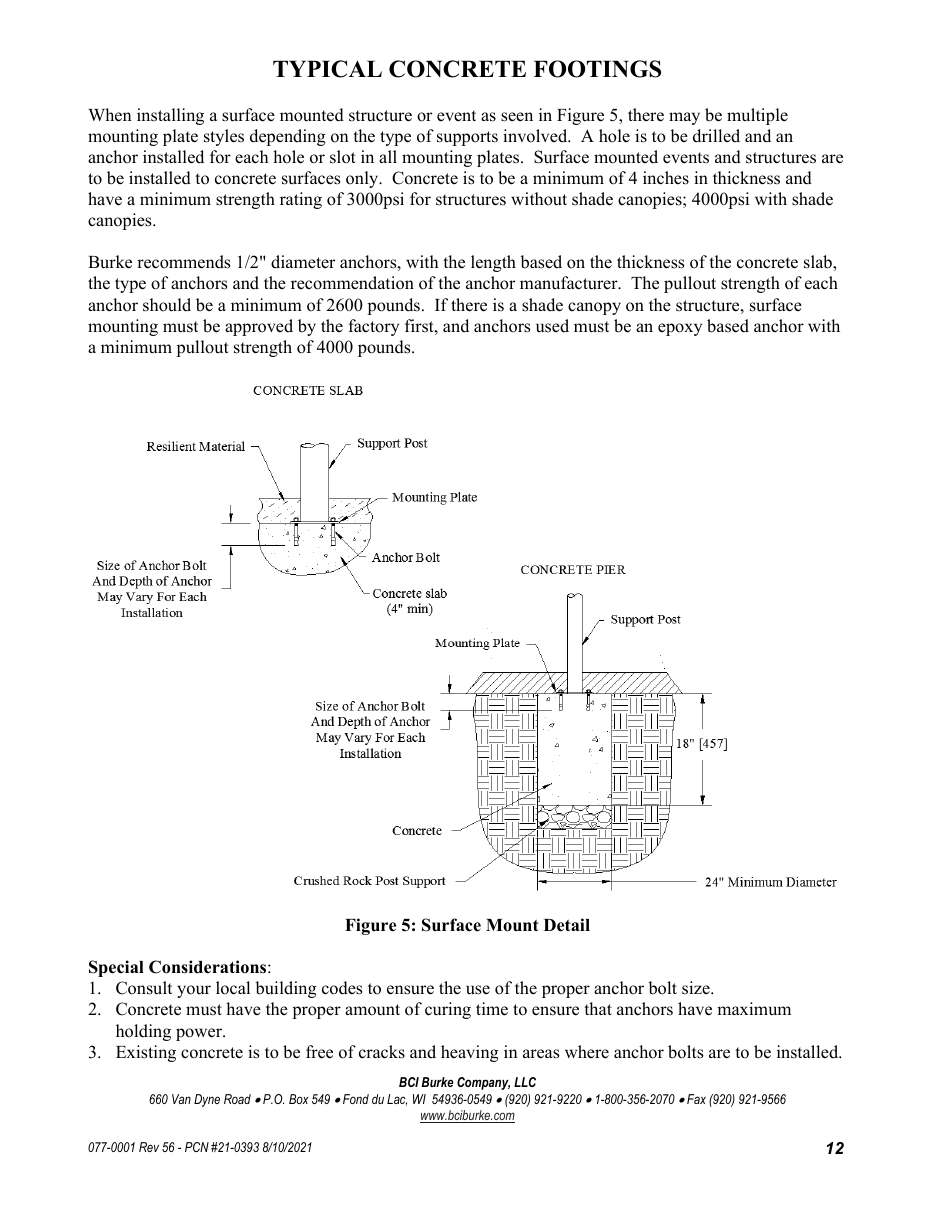 TYPICAL CONCRETE FOOTINGS
When installing a surface mounted structure or event as seen in Figure 5, there may be multiple
mounting plate styles depending on the type of supports involved.  A hole is to be drilled and an
anchor installed for each hole or slot in all mounting plates.  Surface mounted events and structures are
to be installed to concrete surfaces only.  Concrete is to be a minimum of 4 inches in thickness and
have a minimum strength rating of 3000psi for structures without shade canopies; 4000psi with shade
canopies.
Burke recommends 1/2" diameter anchors, with the length based on the thickness of the concrete slab,
the type of anchors and the recommendation of the anchor manufacturer.  The pullout strength of each
anchor should be a minimum of 2600 pounds.  If there is a shade canopy on the structure, surface
mounting must be approved by the factory first, and anchors used must be an epoxy based anchor with
a minimum pullout strength of 4000 pounds.
CONCRETE SLAB
Resilient Material
Support Post
Mounting Plate
Anchor Bolt
Size of Anchor Bolt
And Depth of Anchor
May Vary For Each
Installation
Concrete slab
(4" min)
CONCRETE PIER
Support Post
Mounting Plate
Size of Anchor Bolt
And Depth of Anchor
May Vary For Each
Installation
18" [457]
Concrete
Crushed Rock Post Support
24" Minimum Diameter
Figure 5: Surface Mount Detail
Special Considerations:
1. Consult your local building codes to ensure the use of the proper anchor bolt size.
2. Concrete must have the proper amount of curing time to ensure that anchors have maximum
holding power.
3. Existing concrete is to be free of cracks and heaving in areas where anchor bolts are to be installed.
BCI Burke Company, LLC
660 Van Dyne Road • P.O. Box 549 • Fond du Lac, WI  54936-0549 • (920) 921-9220 • 1-800-356-2070 • Fax (920) 921-9566
www.bciburke.com
077-0001 Rev 56 - PCN #21-0393 8/10/2021
12